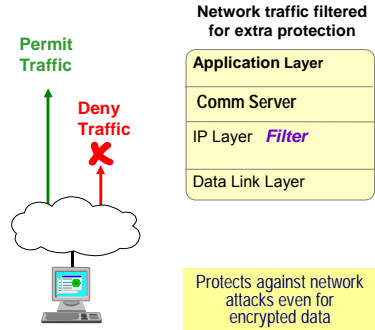 Network traffic filtered
for extra protection
Permit
Traffic
Deny
Traffic
Application Layer
Comm Server
IP Layer Filter
Data Link Layer
Protects against network
attacks even for
encrypted data